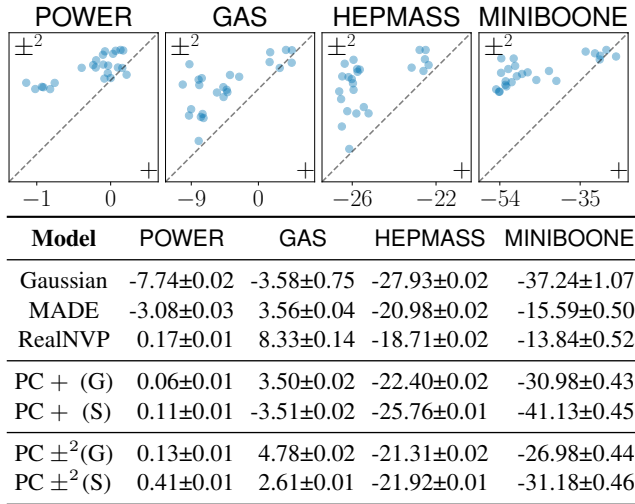 POWER GAS HEPMASS MINIBOONE
±² ±² ±² ±²
+ + + +
−1 0 −9 0 −26 −22 −54 −35
Model POWER GAS HEPMASS MINIBOONE
Gaussian -7.74±0.02 -3.58±0.75 -27.93±0.02 -37.24±1.07
MADE -3.08±0.03 3.56±0.04 -20.98±0.02 -15.59±0.50
RealNVP 0.17±0.01 8.33±0.14 -18.71±0.02 -13.84±0.52
PC + (G) 0.06±0.01 3.50±0.02 -22.40±0.02 -30.98±0.43
PC + (S) 0.11±0.01 -3.51±0.02 -25.76±0.01 -41.13±0.45
PC ±² (G) 0.13±0.01 4.78±0.02 -21.31±0.02 -26.98±0.44
PC ±² (S) 0.41±0.01 2.61±0.01 -21.92±0.01 -31.18±0.46